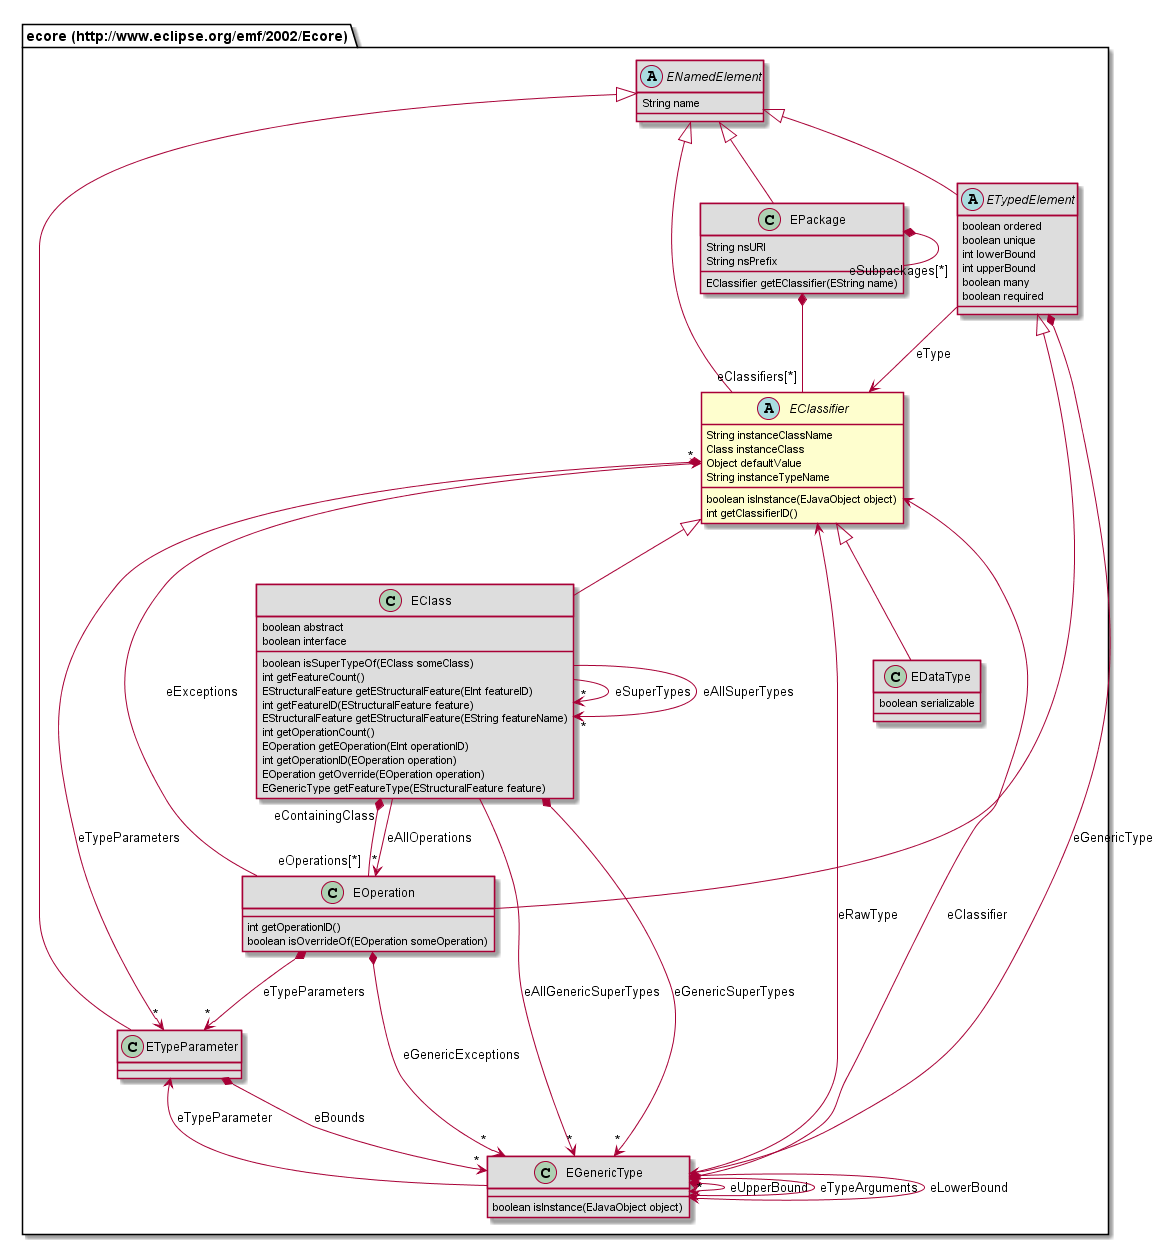 ecore (http://www.eclipse.org/emf/2002/Ecore)
A ENamedElement
String name
A ETypedElement
boolean ordered
boolean unique
int lowerBound
int upperBound
boolean many
boolean required
C EPackage
String nsURI
String nsPrefix
EClassifier getEClassifier(EString name)
eSubpackages[*]
eType
eClassifiers[*]
A EClassifier
String instanceClassName
Class instanceClass
Object defaultValue
String instanceTypeName
boolean isInstance(EJavaObject object)
int getClassifierID()
*
C EClass
boolean abstract
boolean interface
boolean isSuperTypeOf(EClass someClass)
int getFeatureCount()
EStructuralFeature getEStructuralFeature(EInt featureID)
int getFeatureID(EStructuralFeature feature)
EStructuralFeature getEStructuralFeature(EString featureName)
int getOperationCount()
EOperation getEOperation(EInt operationID)
int getOperationID(EOperation operation)
EOperation getOverride(EOperation operation)
EGenericType getFeatureType(EStructuralFeature feature)
* eSuperTypes
eAllSuperTypes
*
C EDataType
boolean serializable
eExceptions
eContainingClass
eTypeParameters
eAllOperations
eGenericType
eOperations[*]
*
C EOperation
int getOperationID()
boolean isOverrideOf(EOperation someOperation)
eRawType
eClassifier
eTypeParameters
eAllGenericSuperTypes
eGenericSuperTypes
*
*
C ETypeParameter
eGenericExceptions
eTypeParameter
eBounds
*
*
*
*
C EGenericType
boolean isInstance(EJavaObject object)
*
eUpperBound
eTypeArguments
eLowerBound